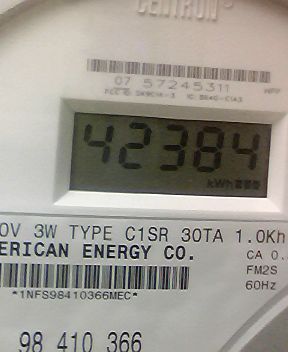 CENTRON®
07 57245311
42384
kWh
0V 3W TYPE C1SR 30TA 1.0Kh
ERICAN ENERGY CO.
CA 0.
FM2S
*1NFS98410366MEC*
60Hz
98 410 366